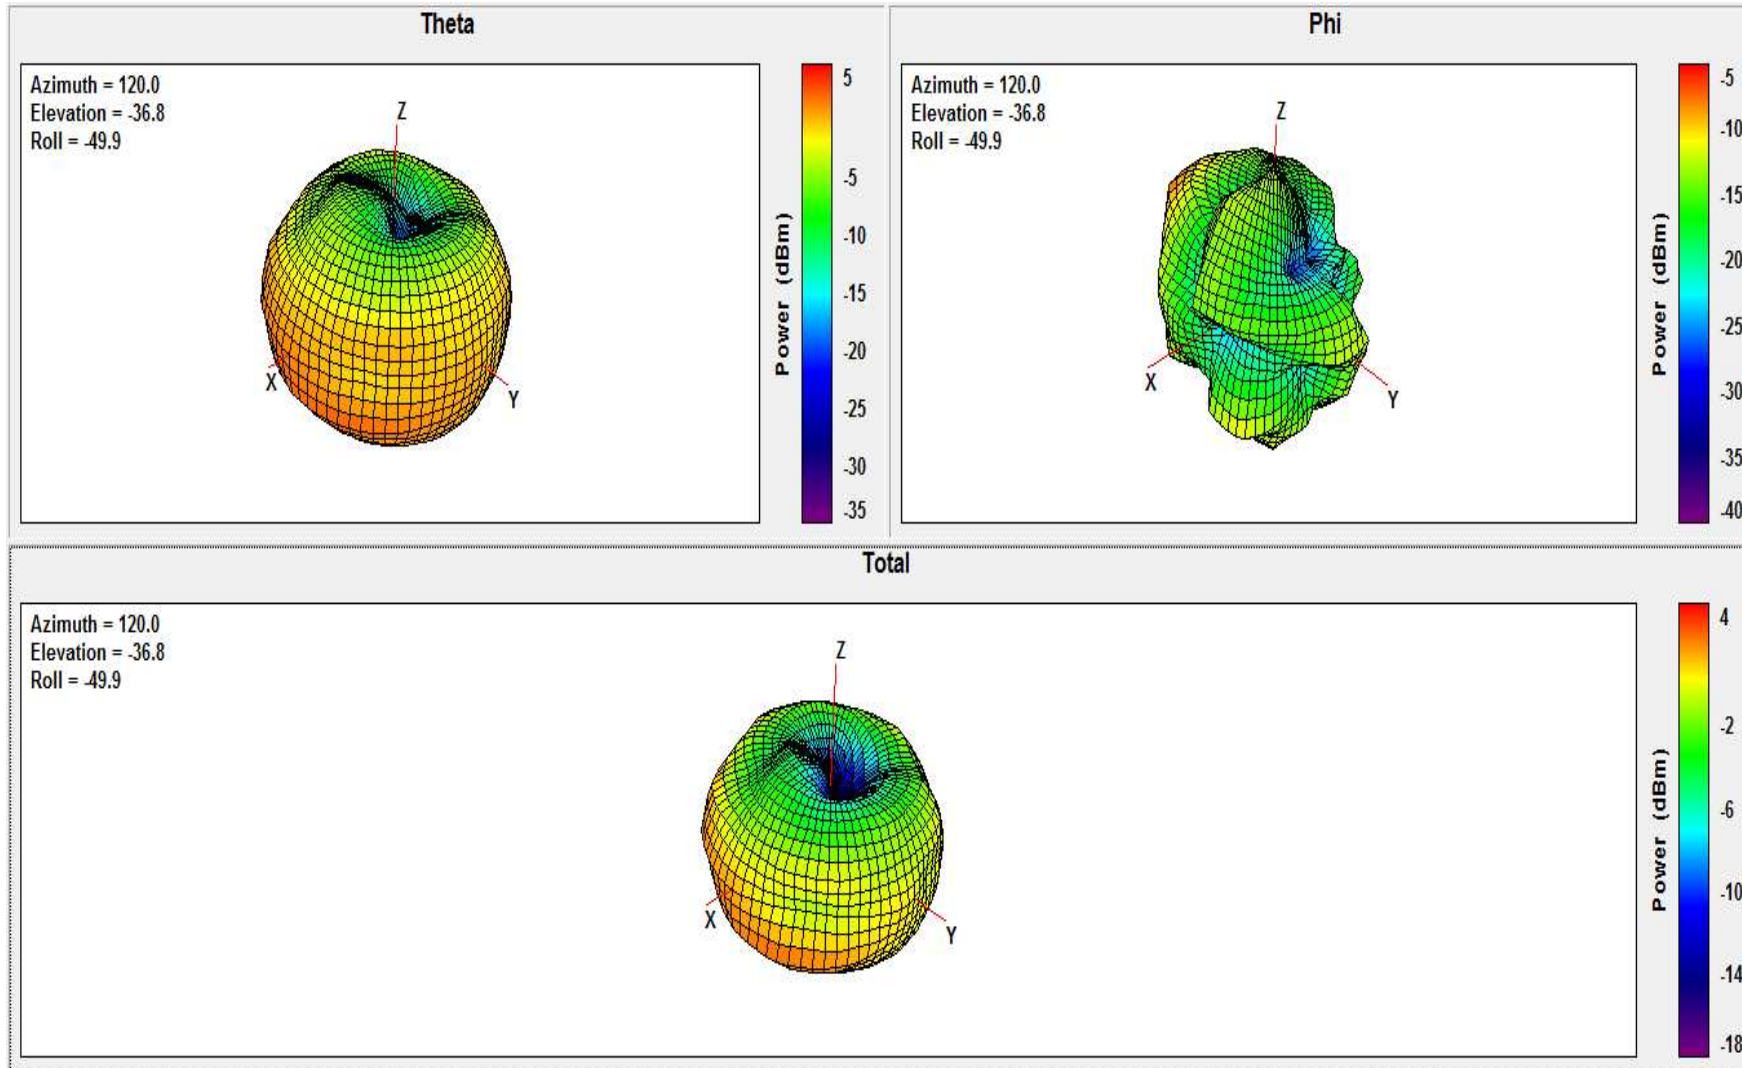 Theta
Azimuth = 120.0
Elevation = -36.8
Roll = -49.9
Z
X
Y
5
-5
-10
-15
-20
-25
-30
-35
Power (dBm)
Phi
Azimuth = 120.0
Elevation = -36.8
Roll = -49.9
Z
X
Y
-5
-10
-15
-20
-25
-30
-35
-40
Power (dBm)
Total
Azimuth = 120.0
Elevation = -36.8
Roll = -49.9
Z
X
Y
4
-2
-6
-10
-14
-18
Power (dBm)